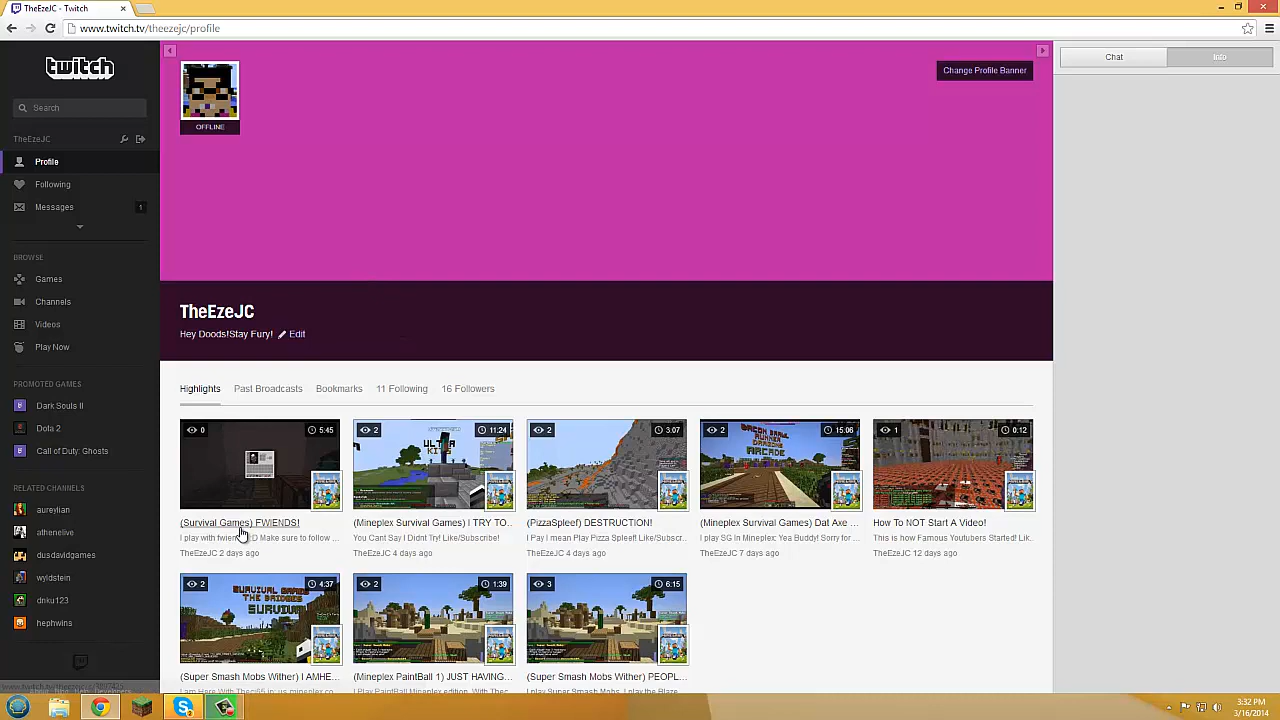 TheEzeJC - Twitch
www.twitch.tv/theezejc/profile
twitch
Search
TheEzeJC
Profile
Following
Messages
1
BROWSE
Games
Channels
Videos
Play Now
PROMOTED GAMES
Dark Souls II
Dota 2
Call of Duty: Ghosts
RELATED CHANNELS
aureylian
athenelive
dusdavidgames
wyldstein
dnku123
hephwins
OFFLINE
Change Profile Banner
Chat
Info
TheEzeJC
Hey Doods!Stay Fury! Edit
Highlights Past Broadcasts Bookmarks 11 Following 16 Followers
0 5:45
2 11:24
2 3:07
2 15:06
1 0:12
(Survival Games) FWIENDS!
(Mineplex Survival Games) I TRY TO...
(PizzaSpleef) DESTRUCTION!
(Mineplex Survival Games) Dat Axe ...
How To NOT Start A Video!
I play with fwien D Make sure to follow ...
You Cant Say I Didnt Try! Like/Subscribe!
I Pay I mean Play Pizza Spleef! Like/Subscr...
I play SG In Mineplex: Yea Buddy! Sorry for ...
This is how Famous Youtubers Started! Lik...
TheEzeJC 2 days ago
TheEzeJC 4 days ago
TheEzeJC 4 days ago
TheEzeJC 7 days ago
TheEzeJC 12 days ago
2 4:37
2 1:39
3 6:15
(Super Smash Mobs Wither) I AMHE...
(Mineplex PaintBall 1) JUST HAVING...
(Super Smash Mobs Wither) PEOPL...
3:32 PM
3/16/2014